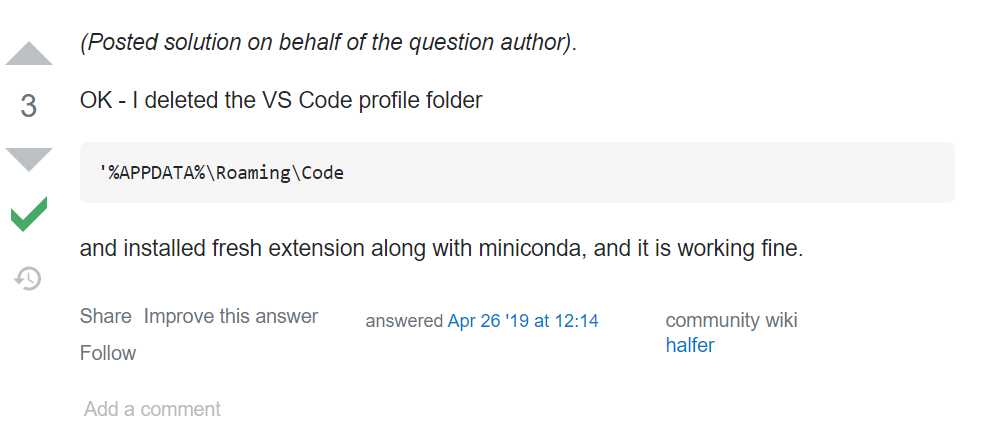 (Posted solution on behalf of the question author).
3
OK - I deleted the VS Code profile folder
'%APPDATA%\Roaming\Code
and installed fresh extension along with miniconda, and it is working fine.
Share Improve this answer
Follow
answered Apr 26 '19 at 12:14
community wiki
halfer
Add a comment